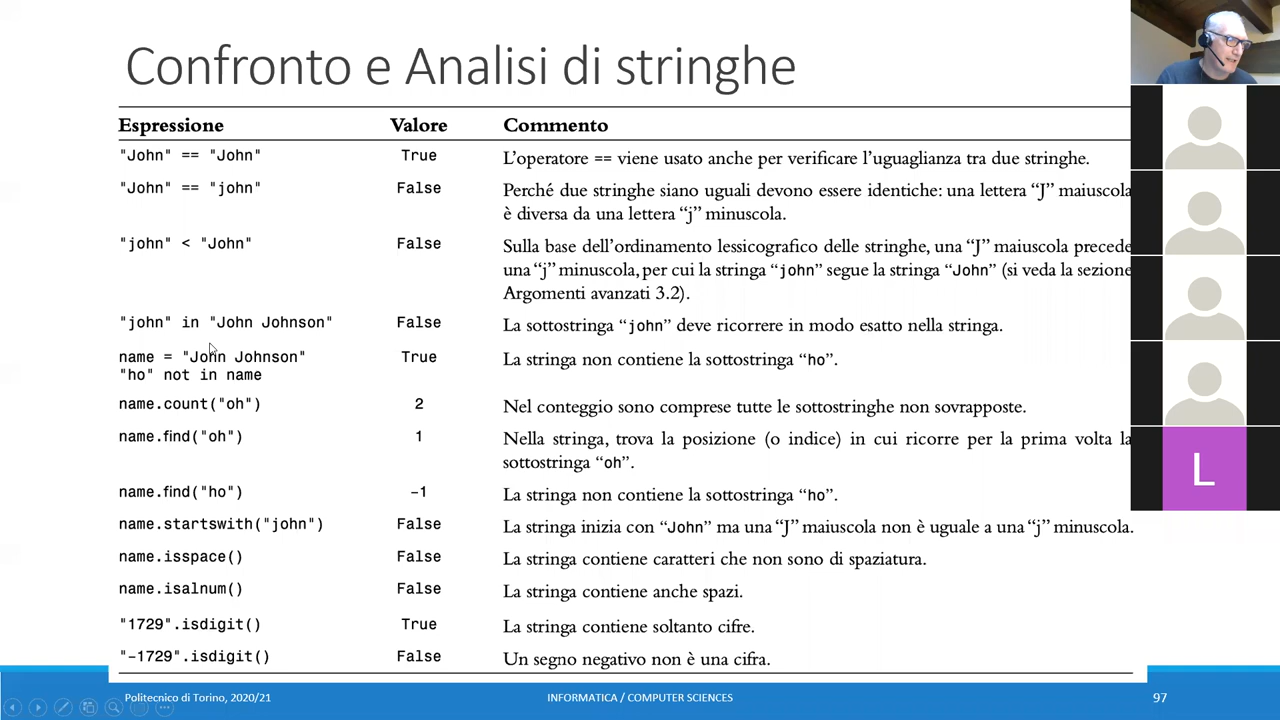 Confronto e Analisi di stringhe
Espressione Valore Commento
"John" == "John" True L'operatore == viene usato anche per verificare l'uguaglianza tra due stringhe.
"John" == "john" False Perché due stringhe siano uguali devono essere identiche: una lettera “J” maiuscola
è diversa da una lettera “j” minuscola.
"john" < "John" False Sulla base dell'ordinamento lessicografico delle stringhe, una “J” maiuscola precede
una “j” minuscola, per cui la stringa “john” segue la stringa “John” (si veda la sezione
Argomenti avanzati 3.2).
"john" in "John Johnson" False La sottostringa “john” deve ricorrere in modo esatto nella stringa.
name = "John Johnson" True La stringa non contiene la sottostringa “ho”.
"ho" not in name
name.count("oh") 2 Nel conteggio sono comprese tutte le sottostringhe non sovrapposte.
name.find("oh") 1 Nella stringa, trova la posizione (o indice) in cui ricorre per la prima volta la
sottostringa “oh”.
name.find("ho") -1 La stringa non contiene la sottostringa “ho”.
name.startswith("john") False La stringa inizia con “John” ma una “J” maiuscola non è uguale a una “j” minuscola.
name.isspace() False La stringa contiene caratteri che non sono di spaziatura.
name.isalnum() False La stringa contiene anche spazi.
"1729".isdigit() True La stringa contiene soltanto cifre.
"-1729".isdigit() False Un segno negativo non è una cifra.
L
Politecnico di Torino, 2020/21 INFORMATICA / COMPUTER SCIENCES 97